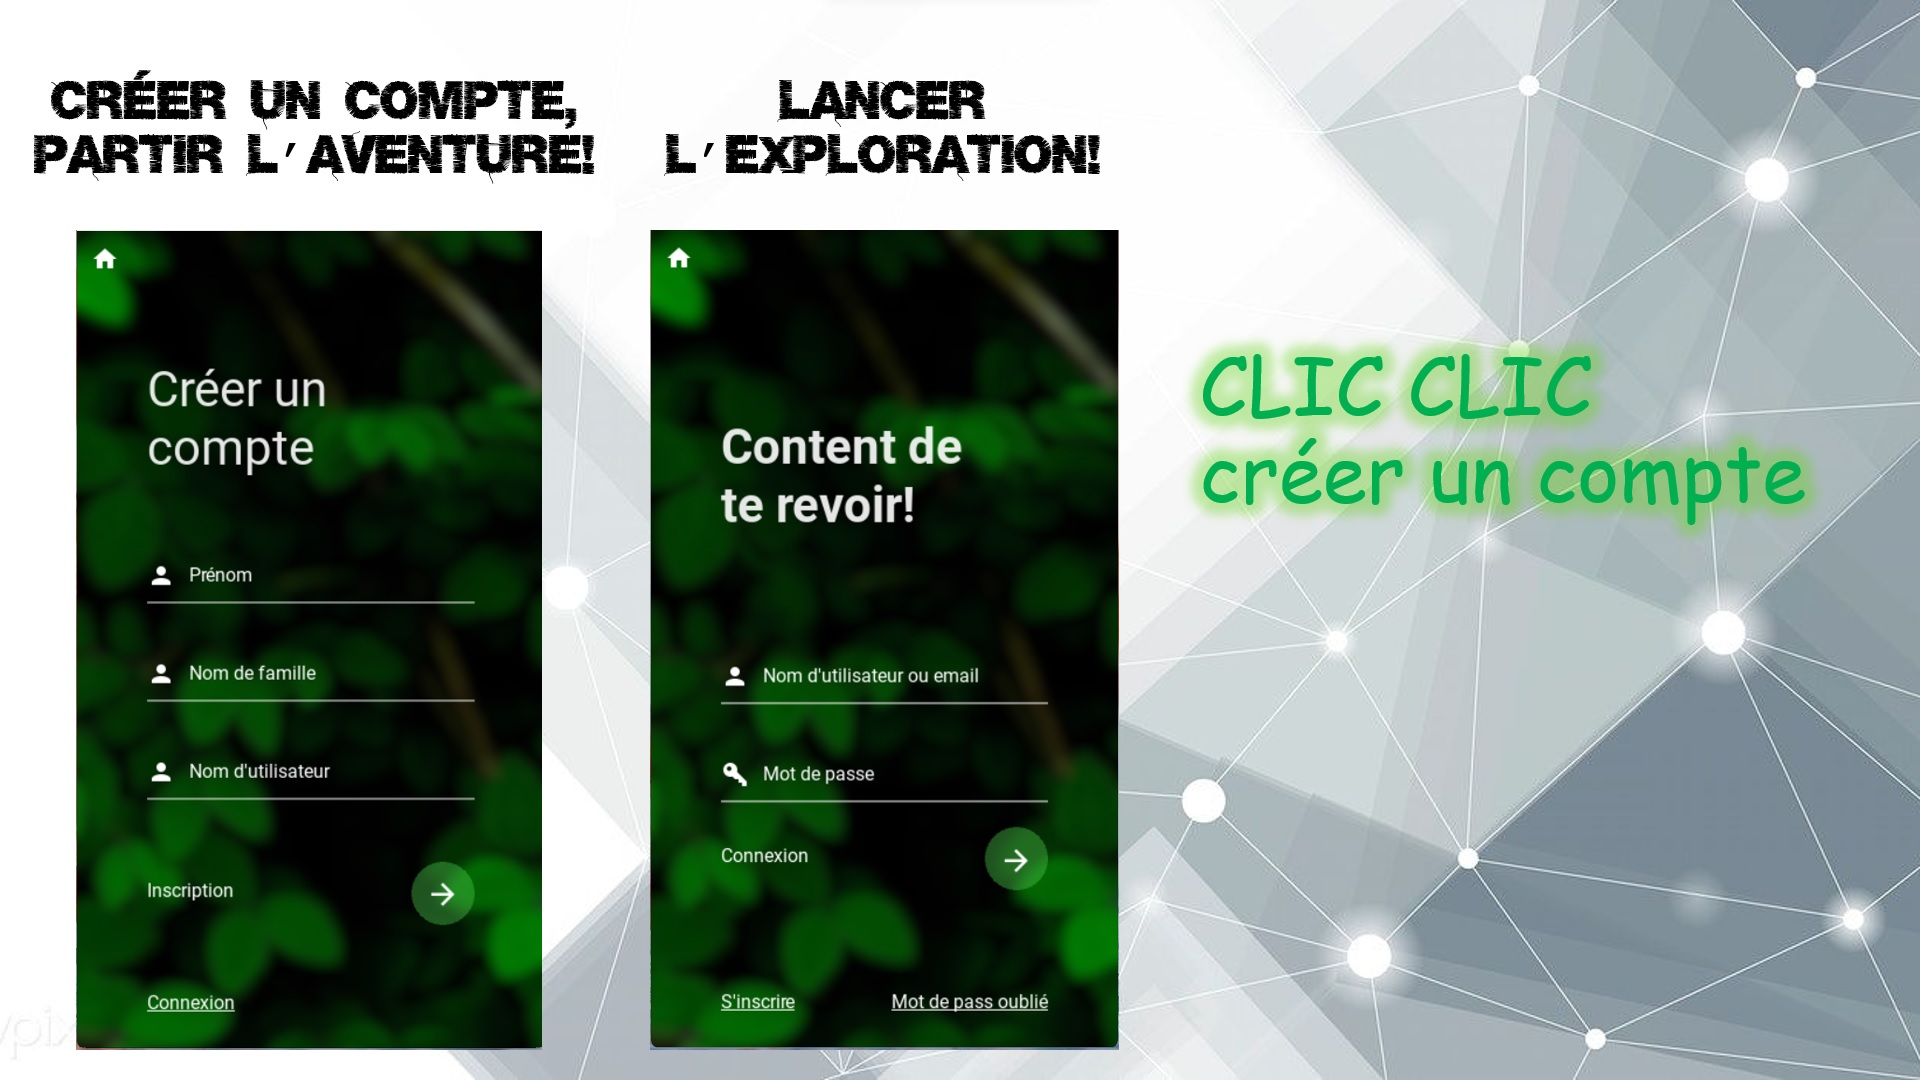 CRÉER UN COMPTE,
PARTIR L'AVENTURE!
LANCER
L'EXPLORATION!
Créer un
compte
Prénom
Nom de famille
Nom d'utilisateur
Inscription
Connexion
Content de
te revoir!
Nom d'utilisateur ou email
Mot de passe
Connexion
S'inscrire
Mot de pass oublié
CLIC CLIC
créer un compte